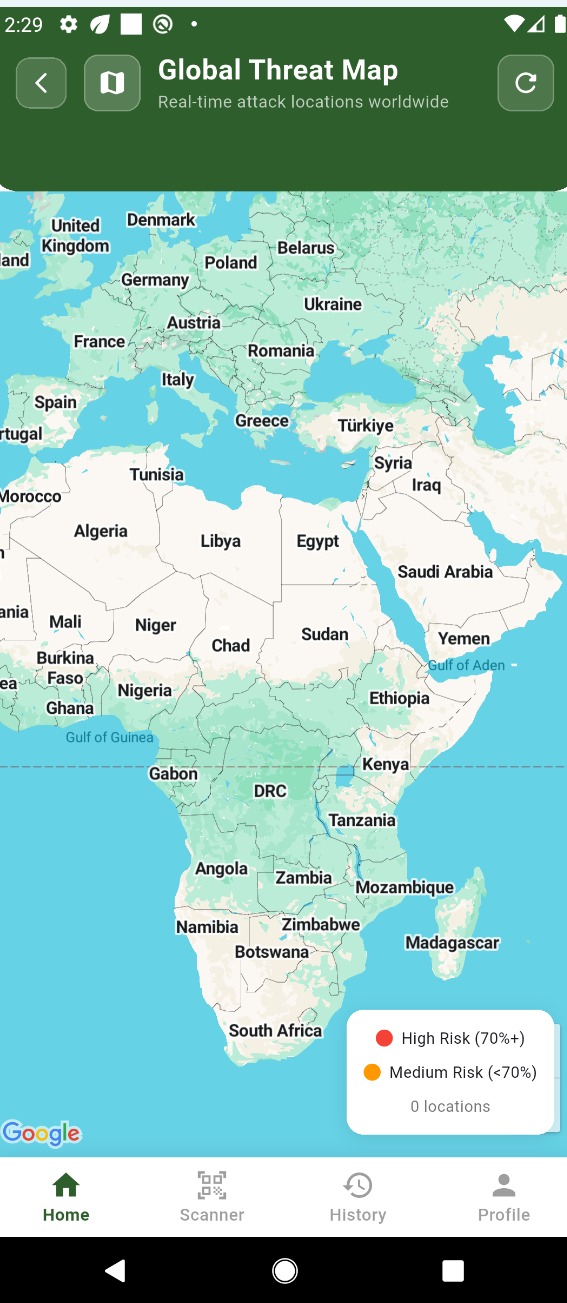 2:29
Global Threat Map
Real-time attack locations worldwide
United
Kingdom
Denmark
land
Belarus
Poland
Germany
Ukraine
Austria
France
Romania
Italy
Spain
Greece
rtugal
Türkiye
Syria
Tunisia
Iraq
Morocco
Algeria
Libya
Egypt
n
Saudi Arabia
ania
Mali
Niger
Sudan
Yemen
Chad
Burkina
Faso
Gulf of Aden
ea
Nigeria
Ethiopia
Ghana
Gulf of Guinea
Kenya
Gabon
DRC
Tanzania
Angola
Zambia
Mozambique
Namibia
Zimbabwe
Madagascar
Botswana
South Africa
High Risk (70%+)
Medium Risk (<70%)
0 locations
Google
Home Scanner History Profile